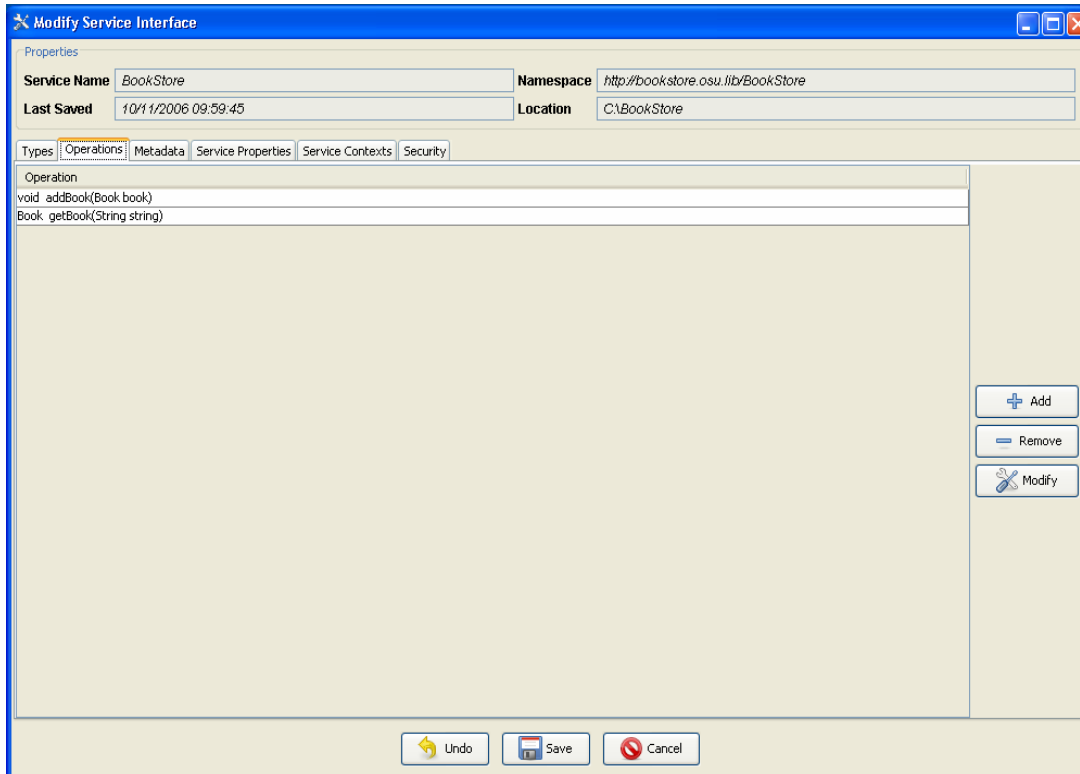 Modify Service Interface
Properties
Service Name BookStore Namespace http://bookstore.osu.lib/BookStore
Last Saved 10/11/2006 09:59:45 Location C:\BookStore
Types Operations Metadata Service Properties Service Contexts Security
Operation
void addBook(Book book)
Book getBook(String string)
Add
Remove
Modify
Undo Save Cancel